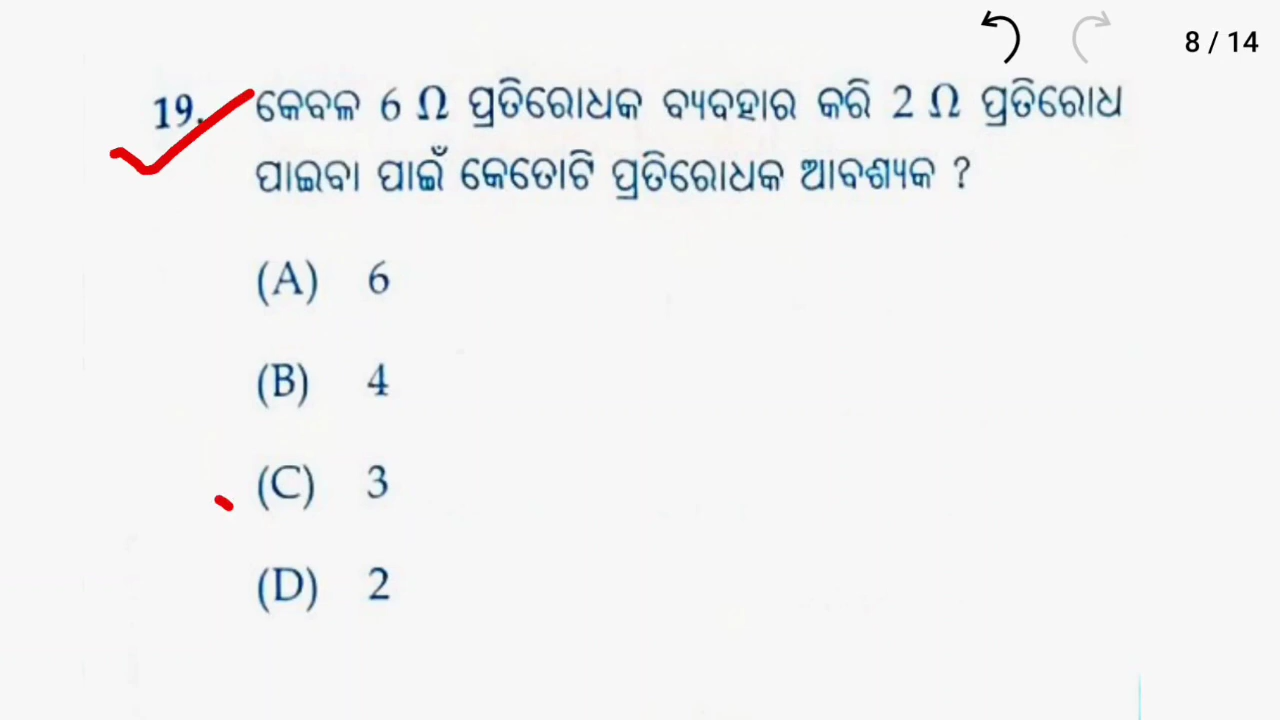 8 / 14
19. କେବଳ 6 Ω ପ୍ରତିରୋଧକ ବ୍ୟବହାର କରି 2 Ω ପ୍ରତିରୋଧ
ପାଇବା ପାଇଁ କେତୋଟି ପ୍ରତିରୋଧକ ଆବଶ୍ୟକ ?
(A) 6
(B) 4
(C) 3
(D) 2